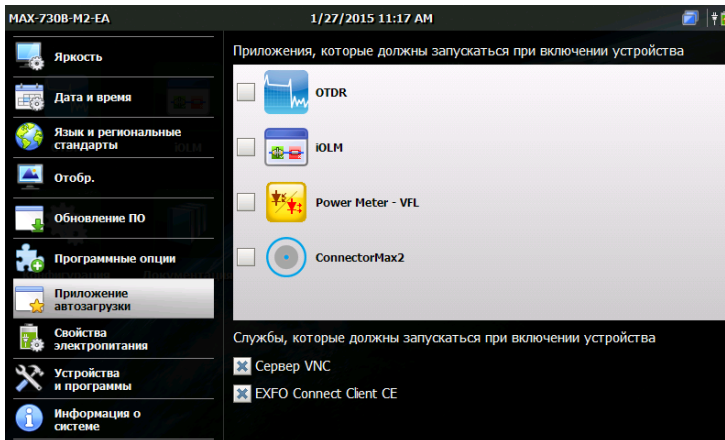 MAX-730B-M2-EA
1/27/2015 11:17 AM
Яркость
Дата и время
Язык и региональные
стандарты
Отобр.
Обновление ПО
Программные опции
Приложение
автозагрузки
Свойства
электропитания
Устройства
и программы
Информация о
системе
Приложения, которые должны запускаться при включении устройства
OTDR
iOLM
Power Meter - VFL
ConnectorMax2
Службы, которые должны запускаться при включении устройства
Сервер VNC
EXFO Connect Client CE